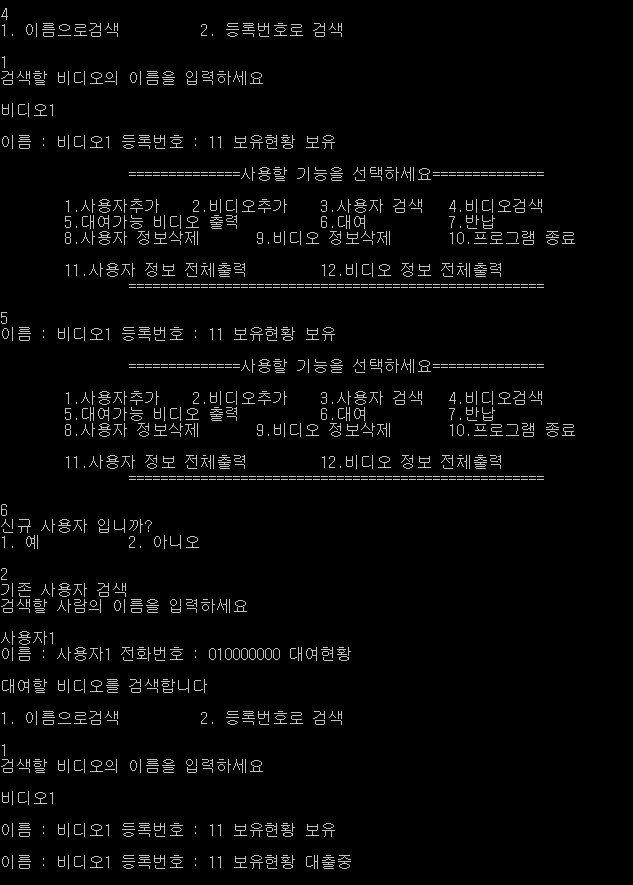 4
1. 이름으로검색 2. 등록번호로 검색
1
검색할 비디오의 이름을 입력하세요
비디오1
이름 : 비디오1 등록번호 : 11 보유현황 보유
==============사용할 기능을 선택하세요==============
1.사용자추가 2.비디오추가 3.사용자 검색 4.비디오검색
5.대여가능 비디오 출력 6.대여 7.반납
8.사용자 정보삭제 9.비디오 정보삭제 10.프로그램 종료
11.사용자 정보 전체출력 12.비디오 정보 전체출력
====================================================
5
이름 : 비디오1 등록번호 : 11 보유현황 보유
==============사용할 기능을 선택하세요==============
1.사용자추가 2.비디오추가 3.사용자 검색 4.비디오검색
5.대여가능 비디오 출력 6.대여 7.반납
8.사용자 정보삭제 9.비디오 정보삭제 10.프로그램 종료
11.사용자 정보 전체출력 12.비디오 정보 전체출력
====================================================
6
신규 사용자 입니까?
1. 예 2. 아니오
2
기존 사용자 검색
검색할 사람의 이름을 입력하세요
사용자1
이름 : 사용자1 전화번호 : 010000000 대여현황
대여할 비디오를 검색합니다
1. 이름으로검색 2. 등록번호로 검색
1
검색할 비디오의 이름을 입력하세요
비디오1
이름 : 비디오1 등록번호 : 11 보유현황 보유
이름 : 비디오1 등록번호 : 11 보유현황 대출중